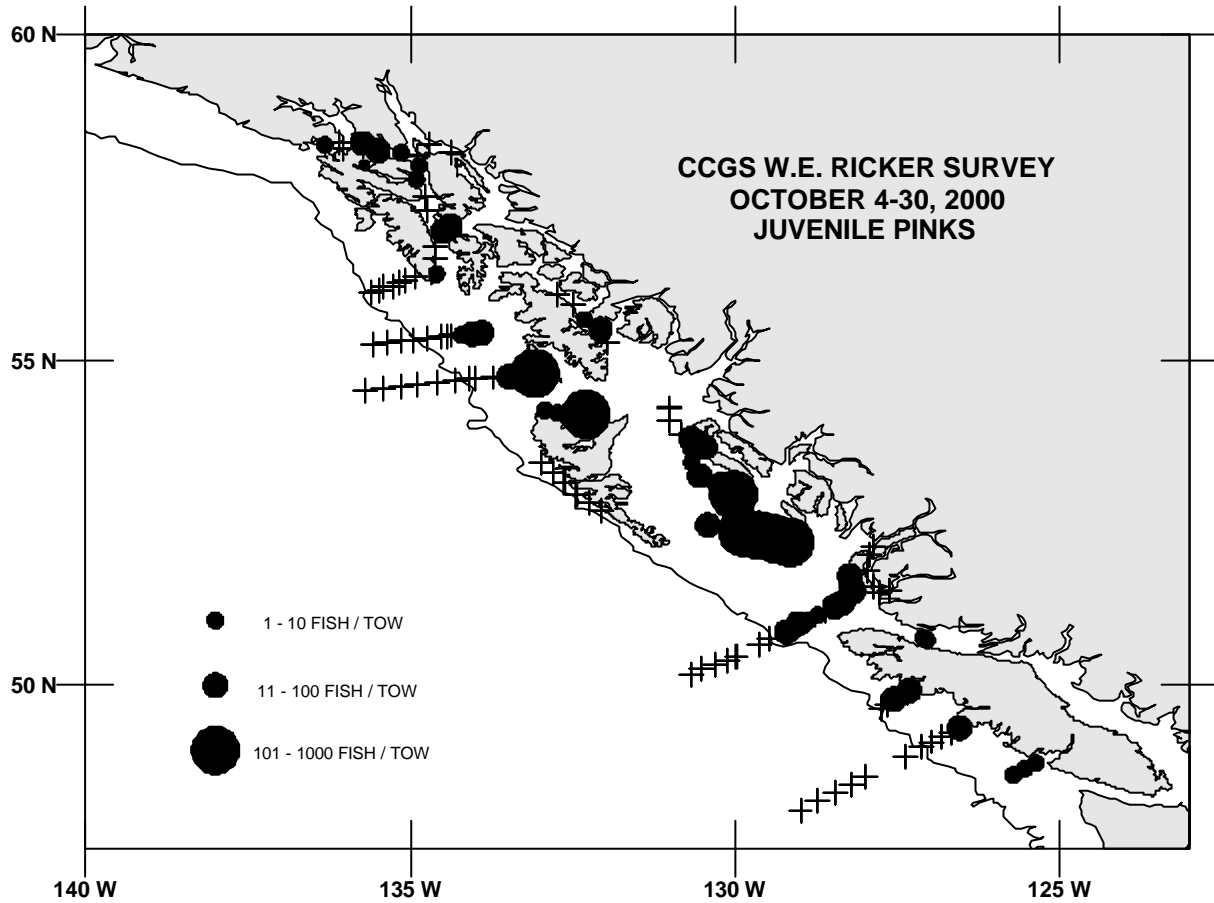 60 N
CCGS W.E. RICKER SURVEY
OCTOBER 4-30, 2000
JUVENILE PINKS
55 N
1 - 10 FISH / TOW
11 - 100 FISH / TOW
101 - 1000 FISH / TOW
50 N
140 W
135 W
130 W
125 W